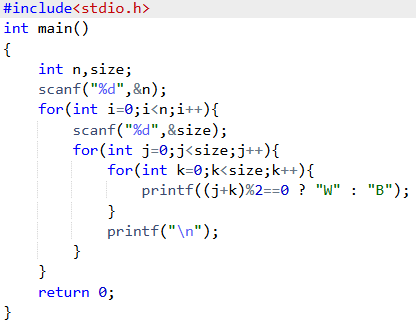 #include<stdio.h>
int main()
{
    int n,size;
    scanf("%d",&n);
    for(int i=0;i<n;i++){
        scanf("%d",&size);
        for(int j=0;j<size;j++){
            for(int k=0;k<size;k++){
                printf((j+k)%2==0 ? "W" : "B");
            }
            printf("\n");
        }
    }
    return 0;
}